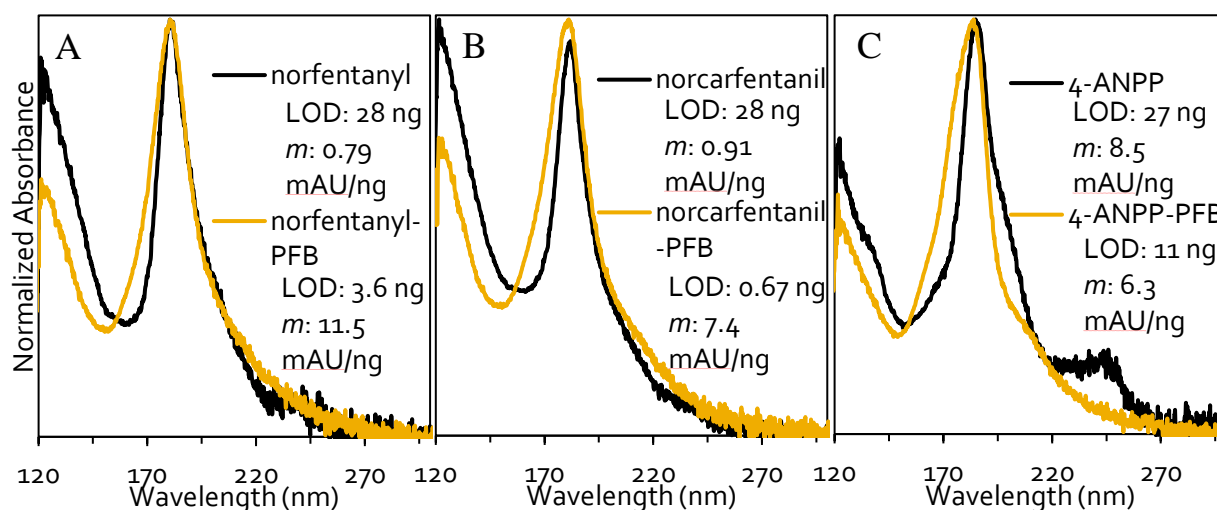 Normalized Absorbance
A
norfentanyl
LOD: 28 ng
m: 0.79
mAU/ng
norfentanyl-
PFB
LOD: 3.6 ng
m: 11.5
mAU/ng
120 170 220 270
Wavelength (nm)
B
norcarfentanil
LOD: 28 ng
m: 0.91
mAU/ng
norcarfentanil
-PFB
LOD: 0.67 ng
m: 7.4
mAU/ng
120 170 220 270
Wavelength (nm)
C
4-ANPP
LOD: 27 ng
m: 8.5
mAU/ng
4-ANPP-PFB
LOD: 11 ng
m: 6.3
mAU/ng
120 170 220 270
Wavelength (nm)